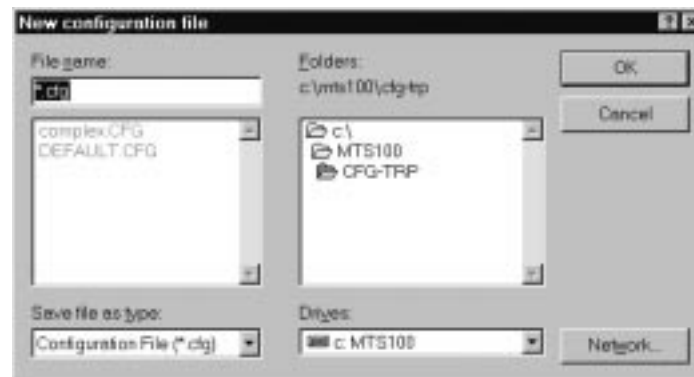 New configuration file
File name:
*.cfg
complex.CFG
DEFAULT.CFG
Save file as type:
Configuration File (*.cfg)
Folders:
c:\mts100\cfg-trp
c:\
MTS100
CFG-TRP
Drives:
c: MTS100
OK
Cancel
Network...